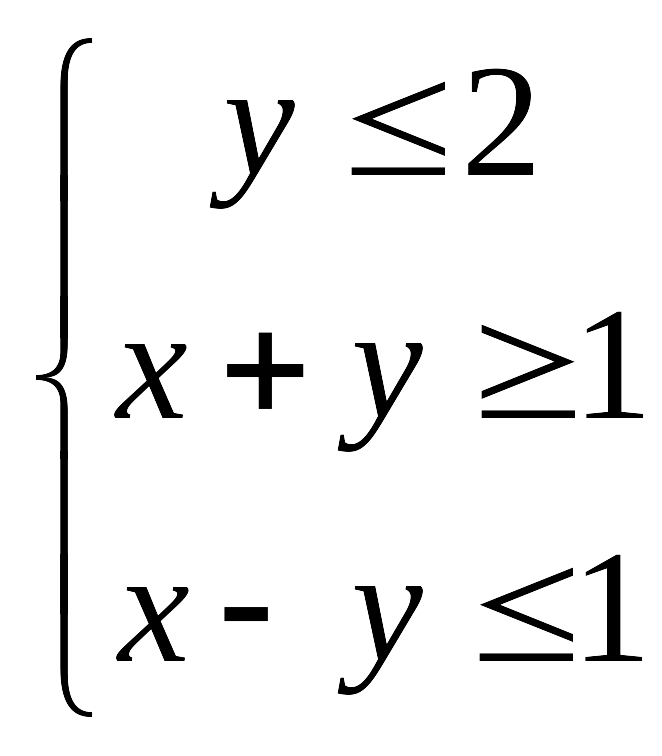 y ≤ 2
x + y ≥ 1
x - y ≤ 1